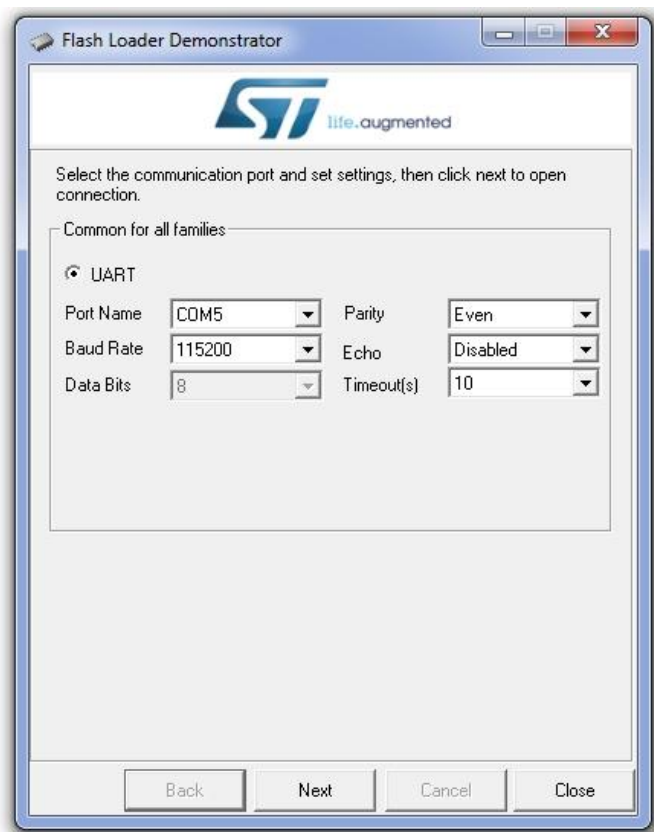 Flash Loader Demonstrator
ST life.augmented
Select the communication port and set settings, then click next to open
connection.
Common for all families
UART
Port Name COM5 Parity Even
Baud Rate 115200 Echo Disabled
Data Bits 8 Timeout(s) 10
Back Next Cancel Close